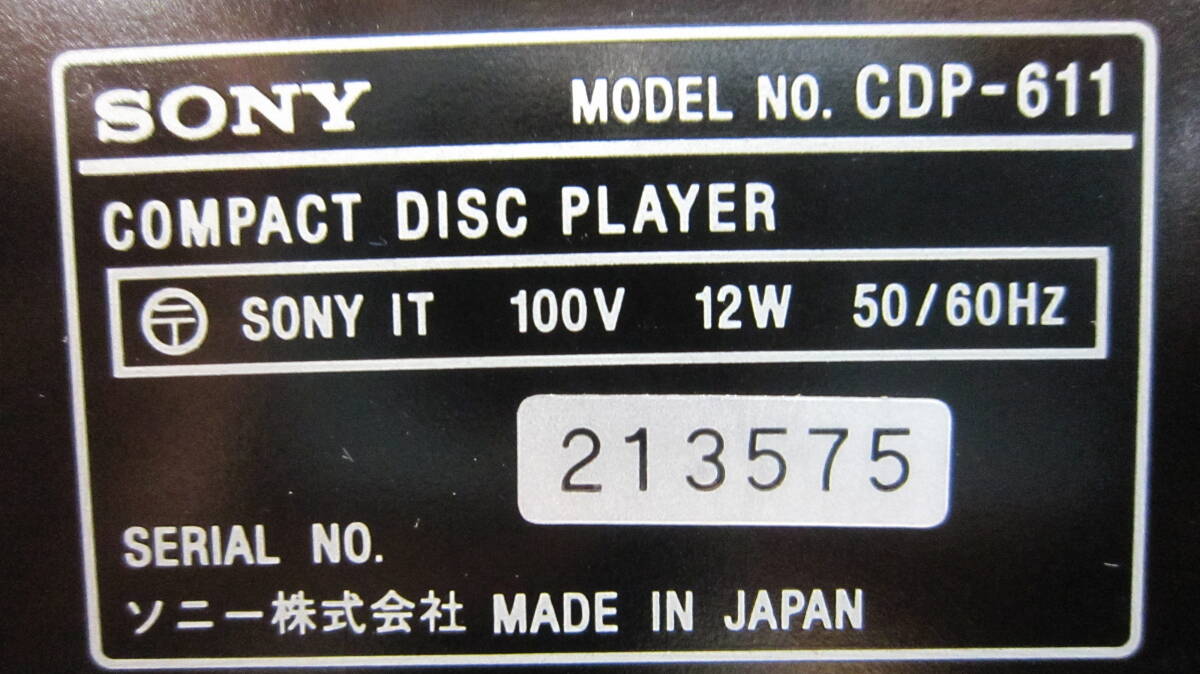 SONY MODEL NO. CDP-611
COMPACT DISC PLAYER
〒 SONY IT 100V 12W 50/60Hz
213575
SERIAL NO.
ソニー株式会社 MADE IN JAPAN